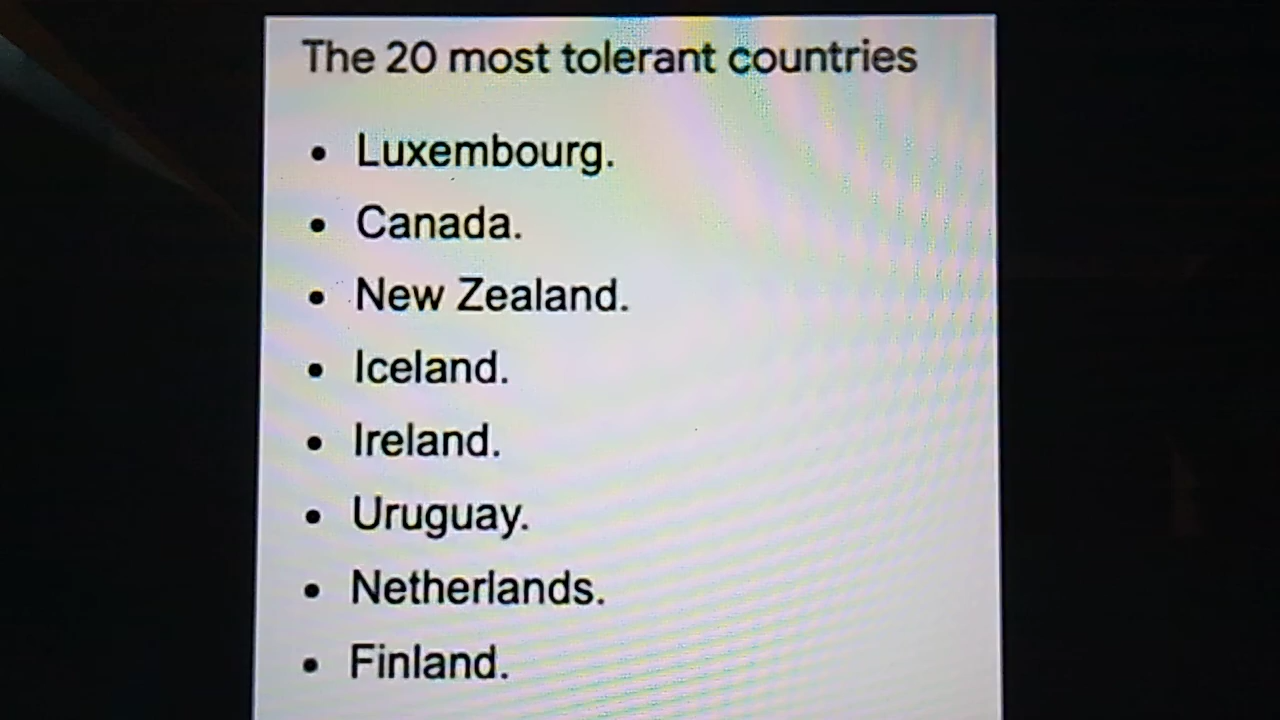 The 20 most tolerant countries
• Luxembourg.
• Canada.
• New Zealand.
• Iceland.
• Ireland.
• Uruguay.
• Netherlands.
• Finland.